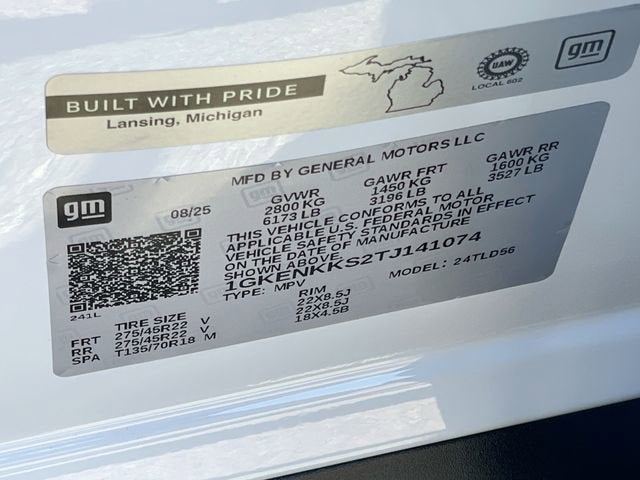 BUILT WITH PRIDE
Lansing, Michigan
UAW
LOCAL 602
gm
gm
MFD BY GENERAL MOTORS LLC
08/25
GVWR GAWR FRT GAWR RR
2800 KG 1450 KG 1600 KG
6173 LB 3196 LB 3527 LB
THIS VEHICLE CONFORMS TO ALL
APPLICABLE U.S. FEDERAL MOTOR
VEHICLE SAFETY STANDARDS IN EFFECT
ON THE DATE OF MANUFACTURE
SHOWN ABOVE.
1GKENKKS2TJ141074
TYPE: MPV MODEL: 24TLD56
241L
TIRE SIZE RIM
FRT 275/45R22 V 22X8.5J
RR 275/45R22 V 22X8.5J
SPA T135/70R18 M 18X4.5B